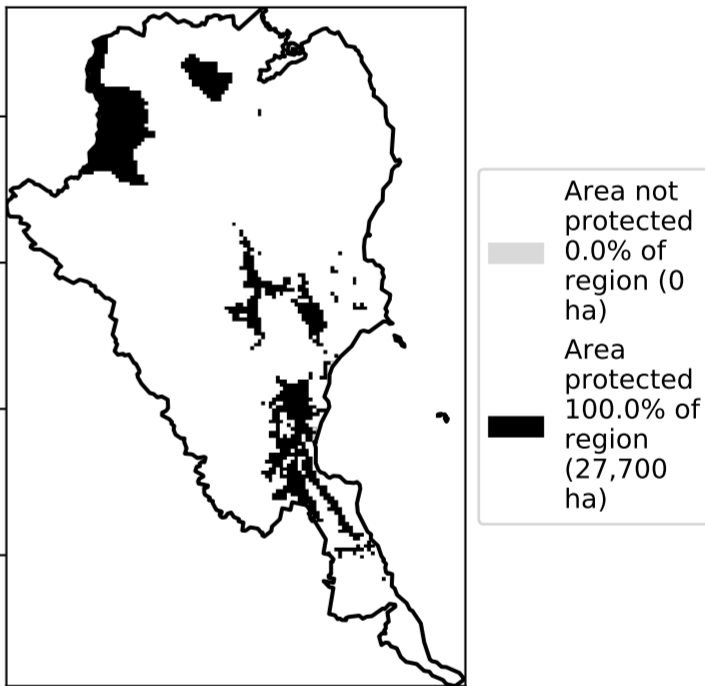 Area not
protected
0.0% of
region (0
ha)
Area
protected
100.0% of
region
(27,700
ha)